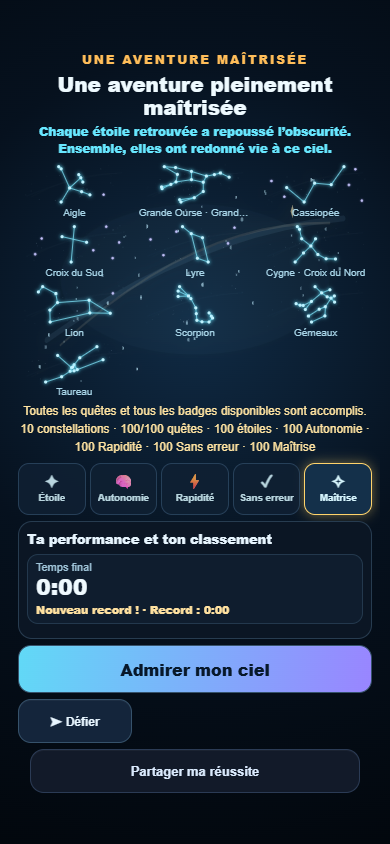 UNE AVENTURE MAÎTRISÉE
Une aventure pleinement
maîtrisée
Chaque étoile retrouvée a repoussé l'obscurité.
Ensemble, elles ont redonné vie à ce ciel.
Aigle
Grande Ourse · Grand...
Cassiopée
Croix du Sud
Lyre
Cygne · Croix du Nord
Lion
Scorpion
Gémeaux
Taureau
Toutes les quêtes et tous les badges disponibles sont accomplis.
10 constellations · 100/100 quêtes · 100 étoiles · 100 Autonomie ·
100 Rapidité · 100 Sans erreur · 100 Maîtrise
Étoile
Autonomie
Rapidité
Sans erreur
Maîtrise
Ta performance et ton classement
Temps final
0:00
Nouveau record ! · Record : 0:00
Admirer mon ciel
➤ Défier
Partager ma réussite